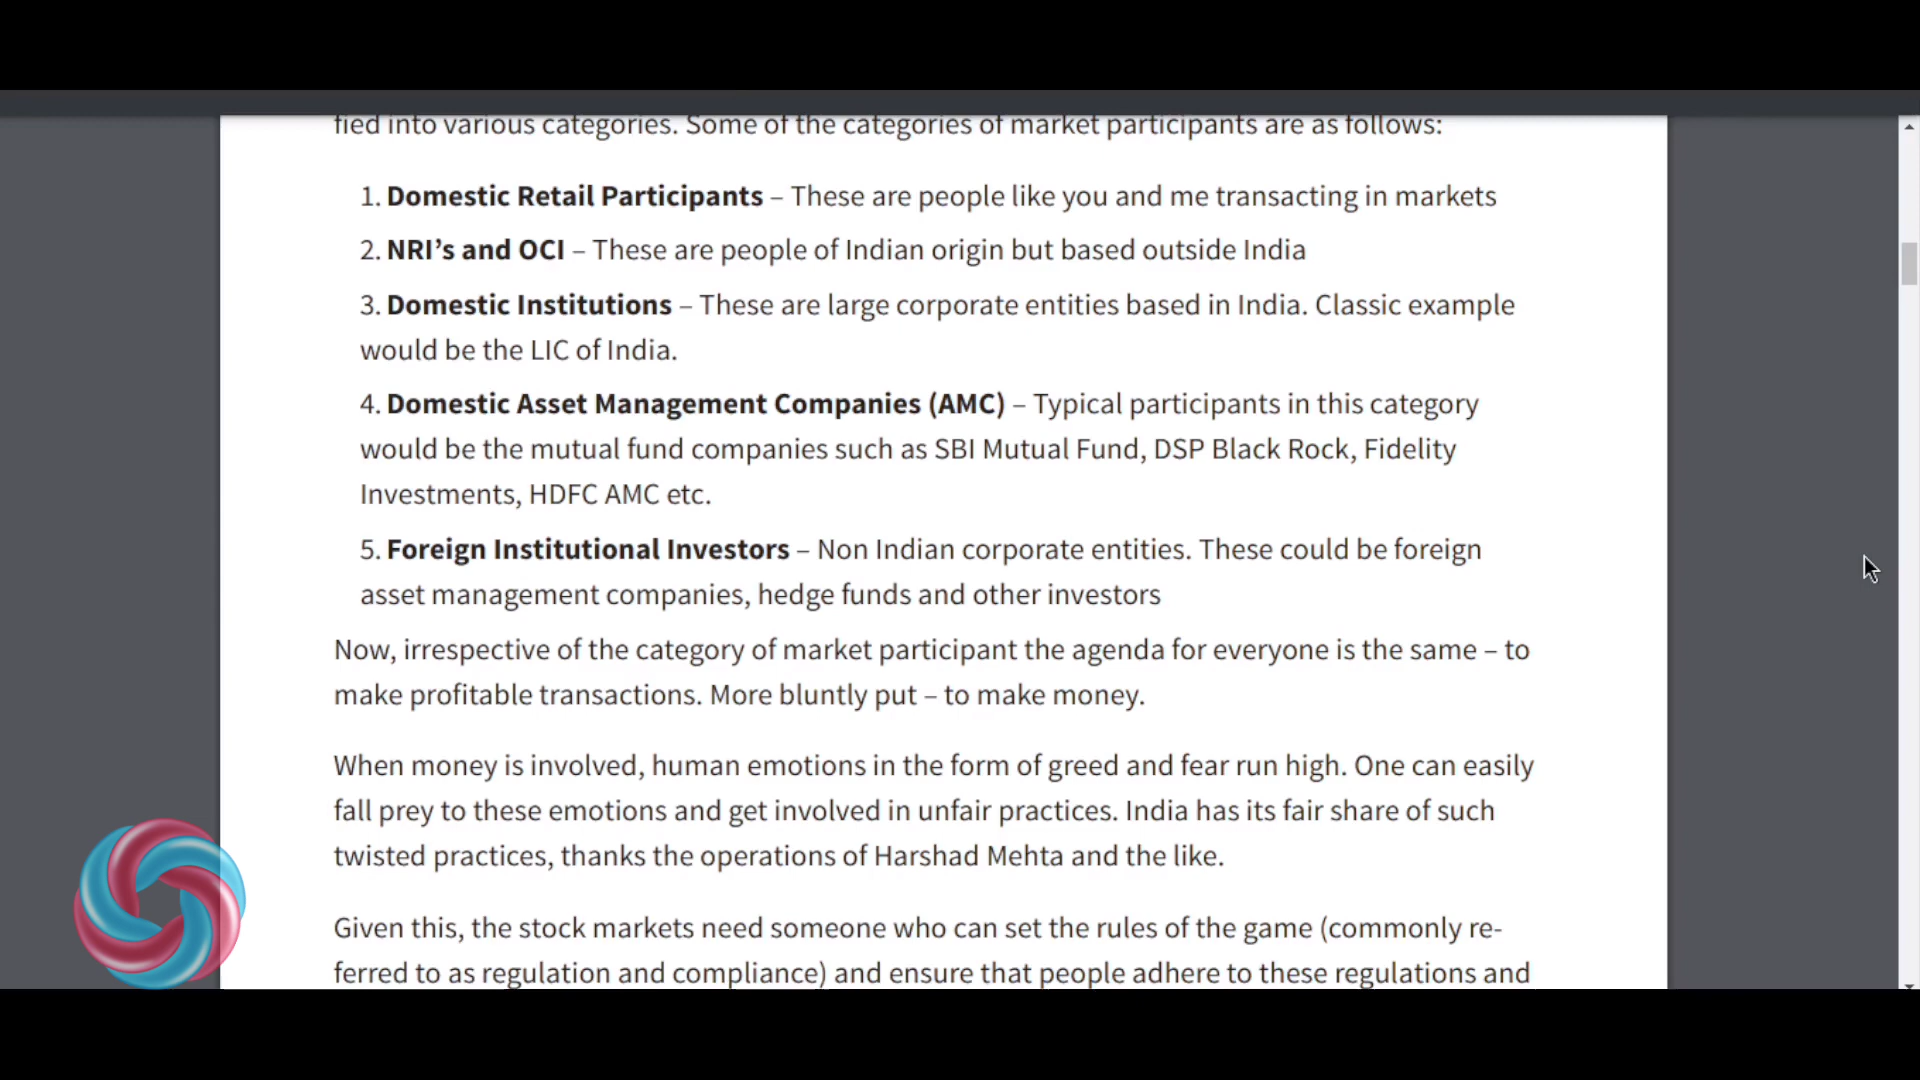 fied into various categories. Some of the categories of market participants are as follows:
1. Domestic Retail Participants – These are people like you and me transacting in markets
2. NRI’s and OCI – These are people of Indian origin but based outside India
3. Domestic Institutions – These are large corporate entities based in India. Classic example
would be the LIC of India.
4. Domestic Asset Management Companies (AMC) – Typical participants in this category
would be the mutual fund companies such as SBI Mutual Fund, DSP Black Rock, Fidelity
Investments, HDFC AMC etc.
5. Foreign Institutional Investors – Non Indian corporate entities. These could be foreign
asset management companies, hedge funds and other investors
Now, irrespective of the category of market participant the agenda for everyone is the same – to
make profitable transactions. More bluntly put – to make money.
When money is involved, human emotions in the form of greed and fear run high. One can easily
fall prey to these emotions and get involved in unfair practices. India has its fair share of such
twisted practices, thanks the operations of Harshad Mehta and the like.
Given this, the stock markets need someone who can set the rules of the game (commonly re-
ferred to as regulation and compliance) and ensure that people adhere to these regulations and